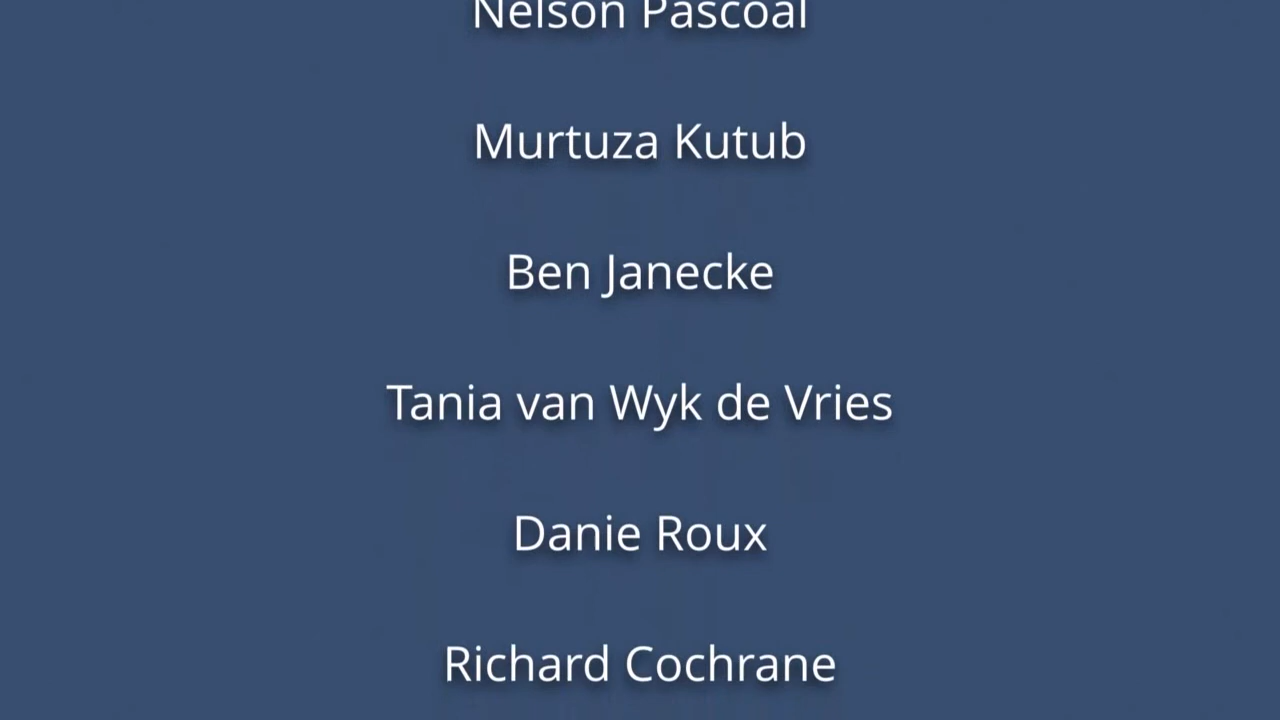 Nelson Pascoal
Murtuza Kutub
Ben Janecke
Tania van Wyk de Vries
Danie Roux
Richard Cochrane